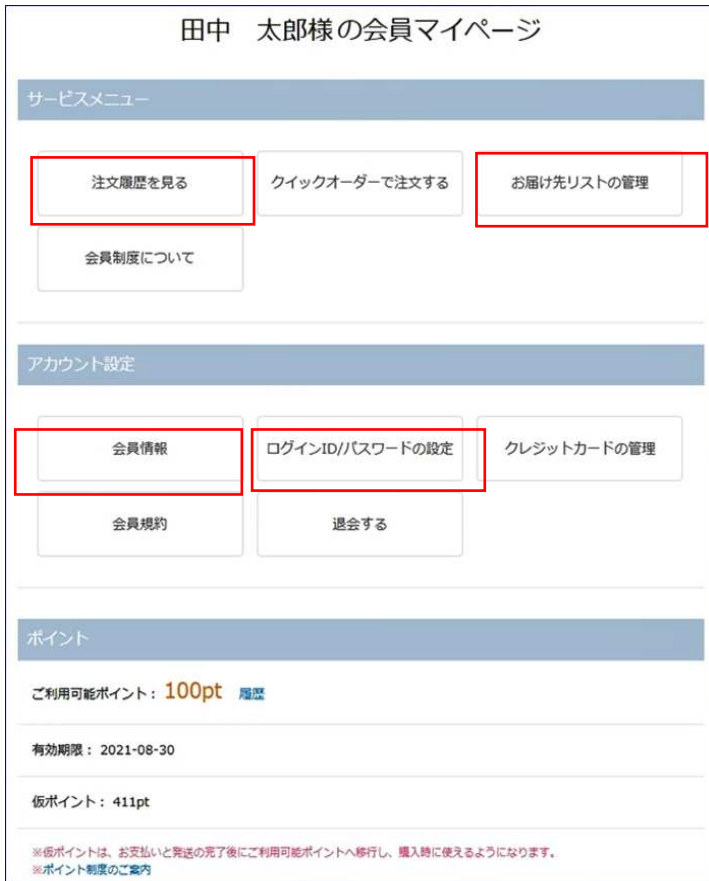 田中　太郎様の会員マイページ
サービスメニュー
注文履歴を見る
クイックオーダーで注文する
お届け先リストの管理
会員制度について
アカウント設定
会員情報
ログインID/パスワードの設定
クレジットカードの管理
会員規約
退会する
ポイント
ご利用可能ポイント： 100pt 履歴
有効期限： 2021-08-30
仮ポイント： 411pt
※仮ポイントは、お支払いと発送の完了後にご利用可能ポイントへ移行し、購入時に使えるようになります。
※ポイント制度のご案内